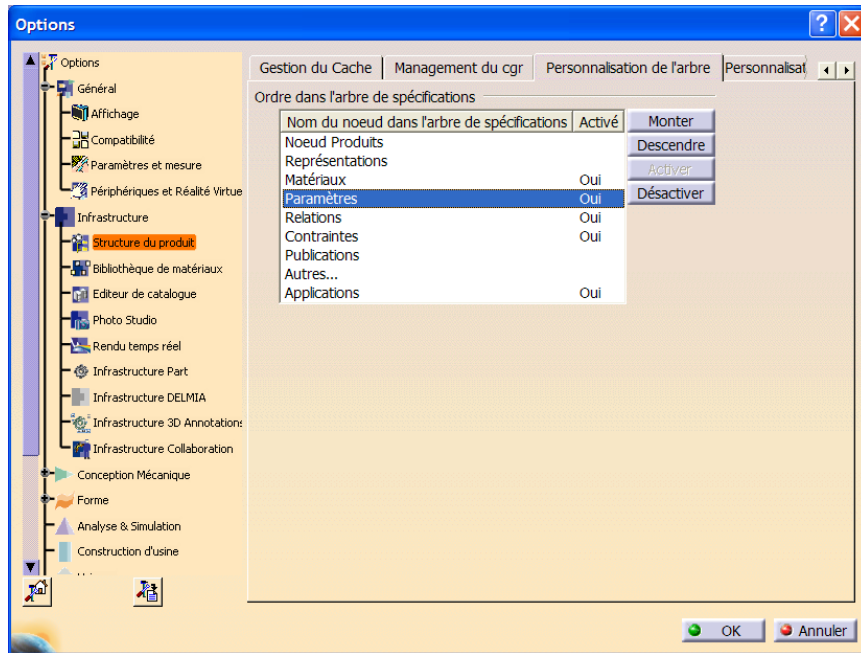 Options
Options
Général
Affichage
Compatibilité
Paramètres et mesure
Périphériques et Réalité Virtue
Infrastructure
Structure du produit
Bibliothèque de matériaux
Editeur de catalogue
Photo Studio
Rendu temps réel
Infrastructure Part
Infrastructure DELMIA
Infrastructure 3D Annotations
Infrastructure Collaboration
Conception Mécanique
Forme
Analyse & Simulation
Construction d'usine
Gestion du Cache Management du cgr Personnalisation de l'arbre Personnalisat
Ordre dans l'arbre de spécifications
Nom du noeud dans l'arbre de spécifications Activé
Noeud Produits
Représentations
Matériaux Oui
Paramètres Oui
Relations Oui
Contraintes Oui
Publications
Autres...
Applications Oui
Monter
Descendre
Activer
Désactiver
OK Annuler